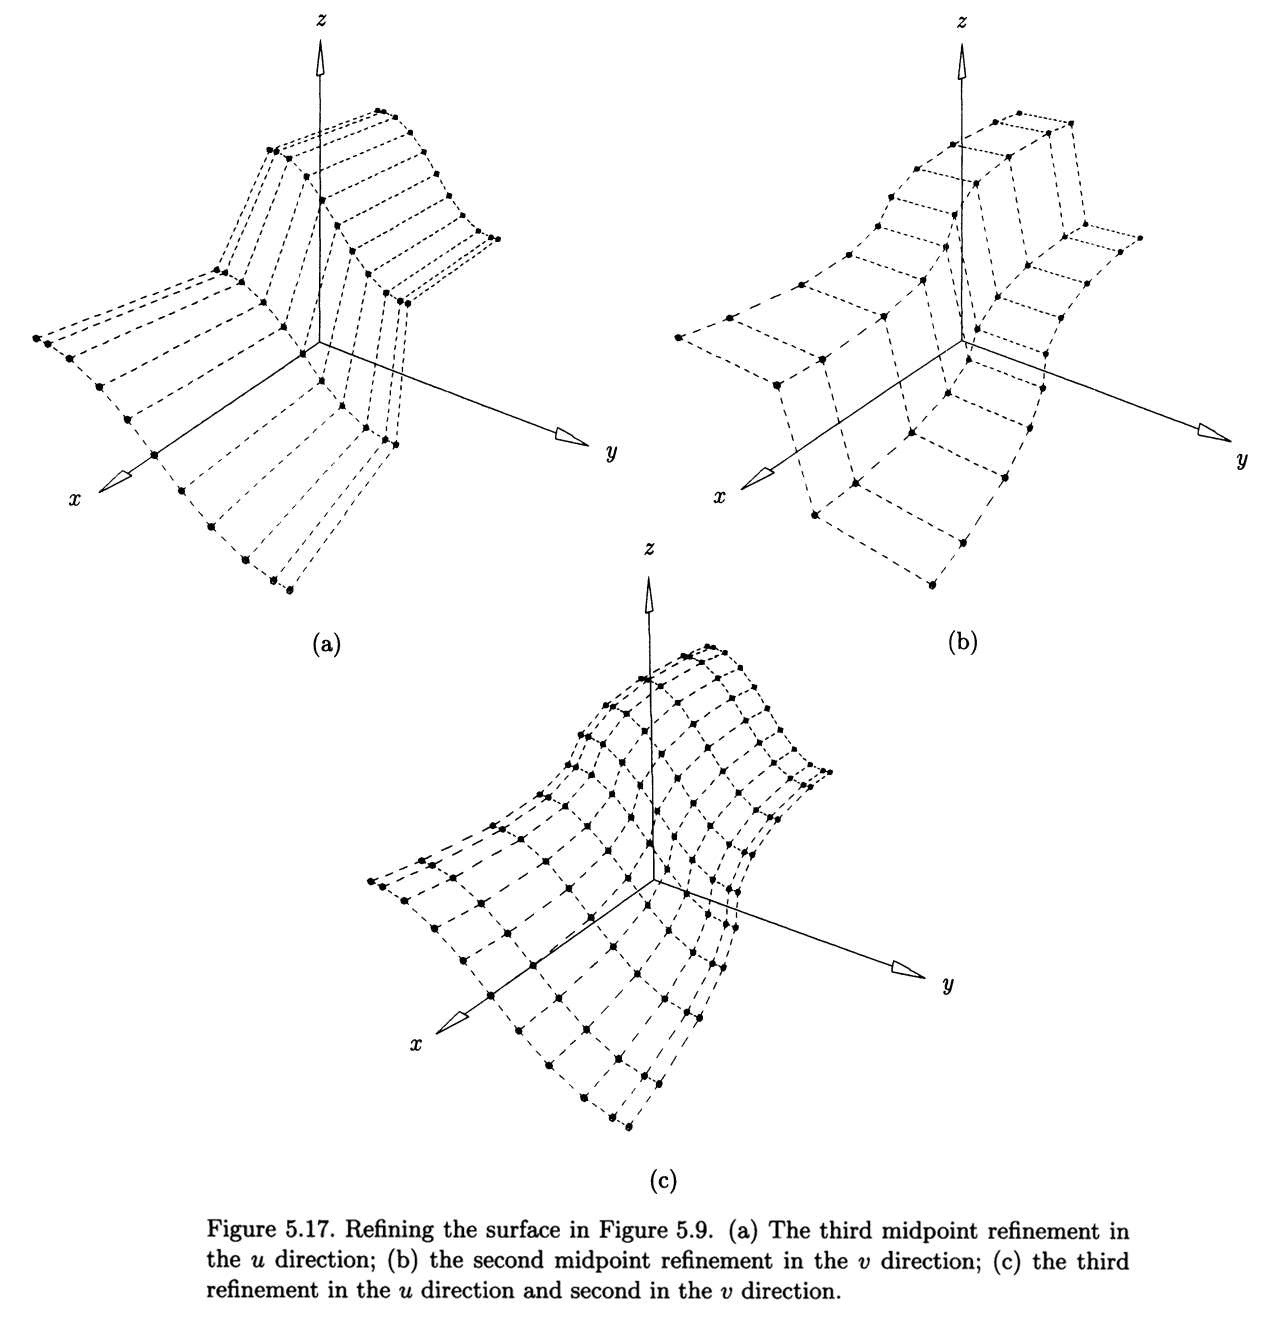 z
z
y
x
y
x
z
(a)
(b)
y
x
(c)
Figure 5.17. Refining the surface in Figure 5.9. (a) The third midpoint refinement in
the u direction; (b) the second midpoint refinement in the v direction; (c) the third
refinement in the u direction and second in the v direction.